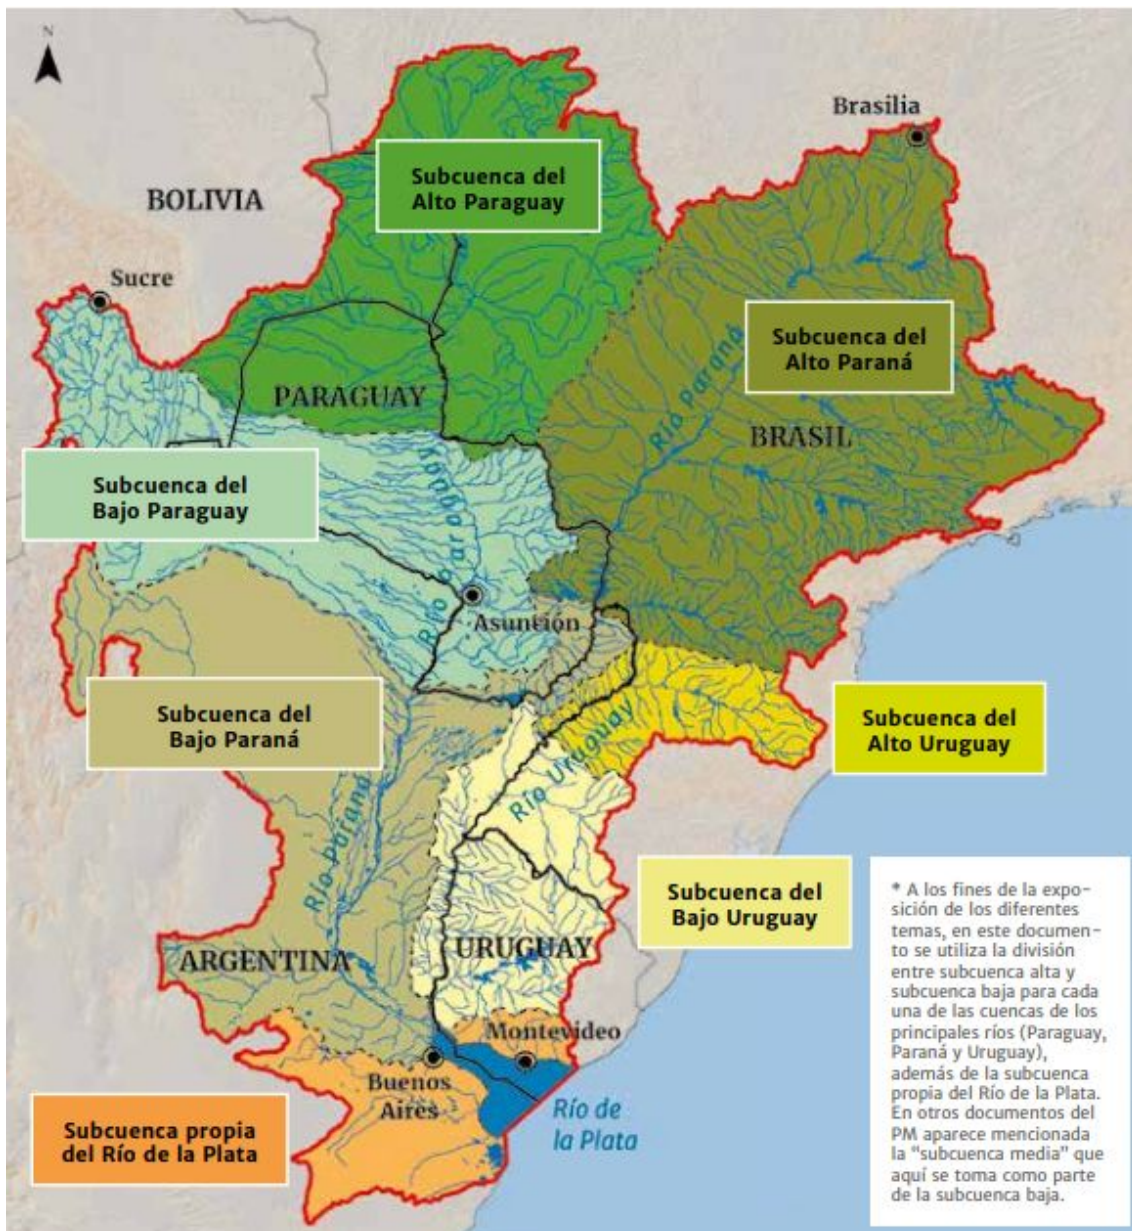 N
Brasilia
Subcuenca del
Alto Paraguay
BOLIVIA
Sucre
Subcuenca del
Alto Paraná
Río Paraná
PARAGUAY
BRASIL
Subcuenca del
Bajo Paraguay
Río Paraguay
Asunción
Subcuenca del
Bajo Paraná
Subcuenca del
Alto Uruguay
Río Uruguay
Río Paraná
Subcuenca del
Bajo Uruguay
ARGENTINA
URUGUAY
Montevideo
Buenos
Aires
Río de
la Plata
Subcuenca propia
del Río de la Plata
* A los fines de la expo-
sición de los diferentes
temas, en este documen-
to se utiliza la división
entre subcuenca alta y
subcuenca baja para cada
una de las cuencas de los
principales ríos (Paraguay,
Paraná y Uruguay),
además de la subcuenca
propia del Río de la Plata.
En otros documentos del
PM aparece mencionada
la “subcuenca media” que
aquí se toma como parte
de la subcuenca baja.